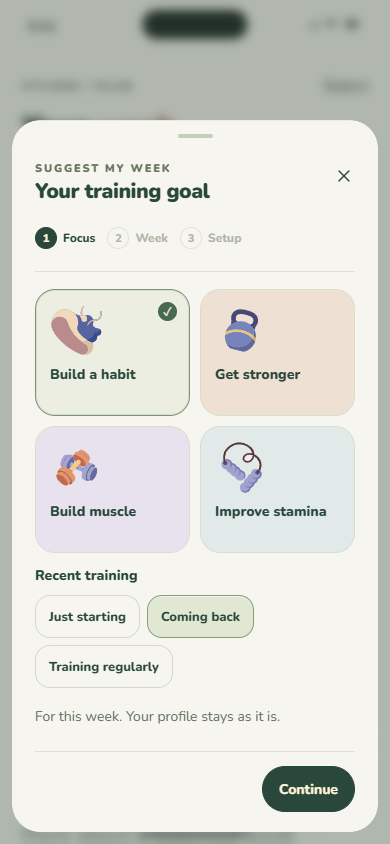 SUGGEST MY WEEK
Your training goal
1 Focus 2 Week 3 Setup
Build a habit
Get stronger
Build muscle
Improve stamina
Recent training
Just starting
Coming back
Training regularly
For this week. Your profile stays as it is.
Continue